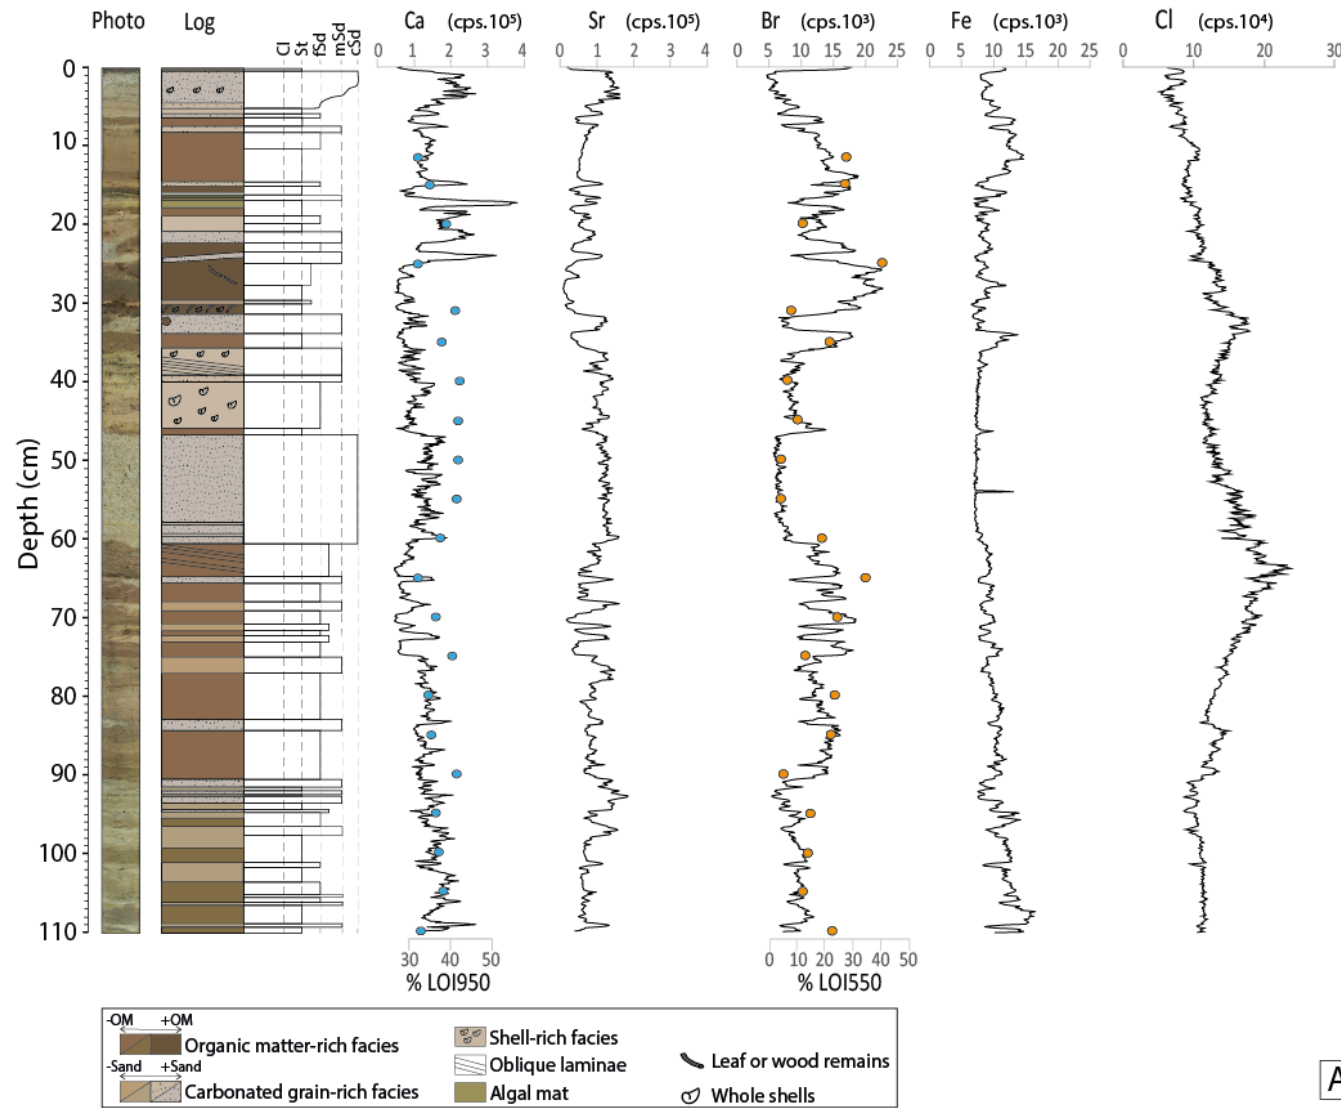 Photo Log Ca (cps.10⁵) Sr (cps.10⁵) Br (cps.10³) Fe (cps.10³) Cl (cps.10⁴)
Cl St fSd mSd cSd
0 1 2 3 4 0 1 2 3 4 0 5 10 15 20 25 0 5 10 15 20 25 0 10 20 30
0
10
20
30
40
50
60
70
80
90
100
110
Depth (cm)
30 40 50 0 10 20 30 40 50
% LOI950 % LOI550
-OM +OM
Organic matter-rich facies
-Sand +Sand
Carbonated grain-rich facies
Shell-rich facies
Oblique laminae
Algal mat
Leaf or wood remains
Whole shells
A